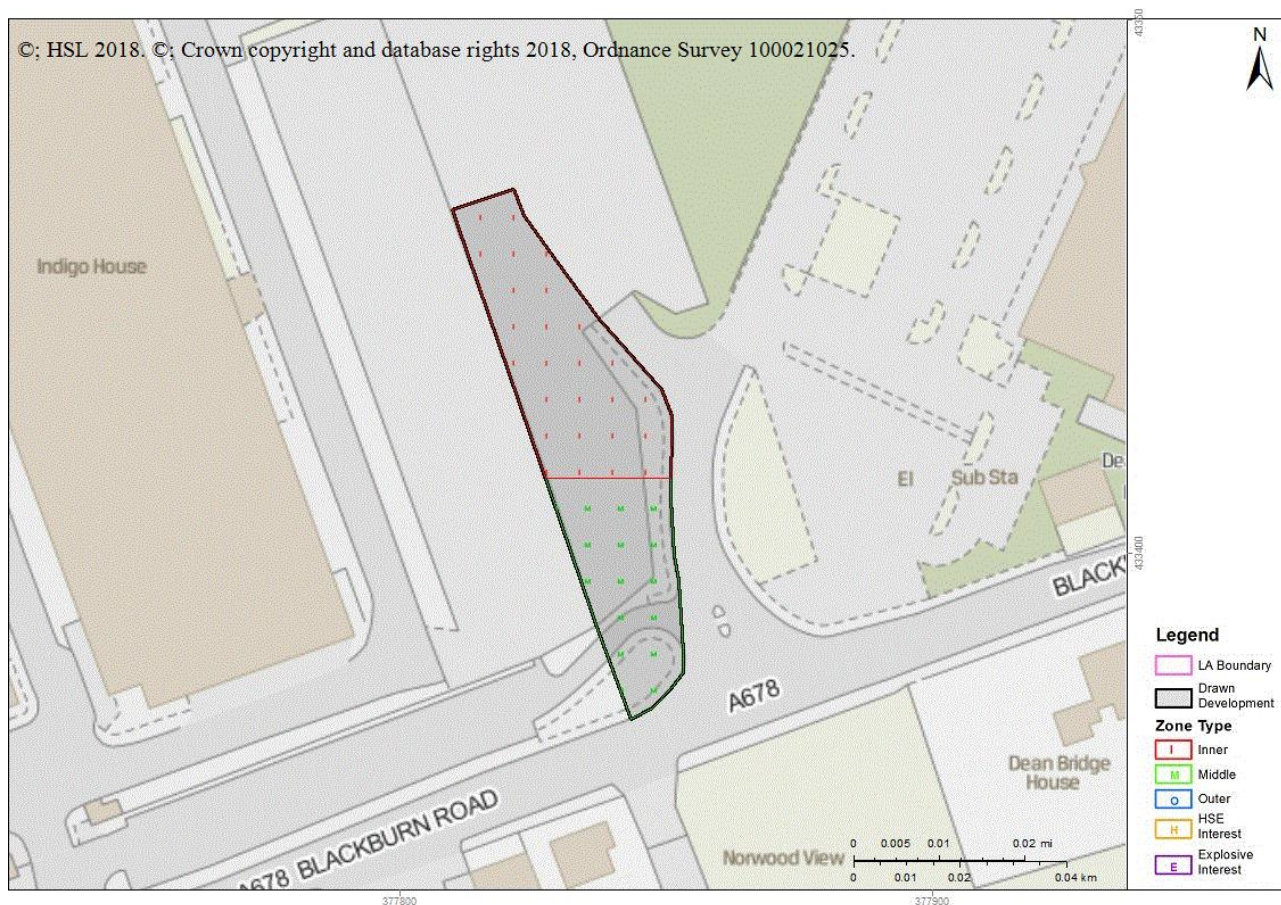 ©; HSL 2018. ©; Crown copyright and database rights 2018, Ordnance Survey 100021025.
N
Indigo House
El Sub Sta
De
BLACK
433400
A678
Dean Bridge
House
A678 BLACKBURN ROAD
Norwood View
0 0.005 0.01 0.02 mi
0 0.01 0.02 0.04 km
377800
377900
Legend
LA Boundary
Drawn
Development
Zone Type
I Inner
M Middle
O Outer
H HSE
Interest
E Explosive
Interest